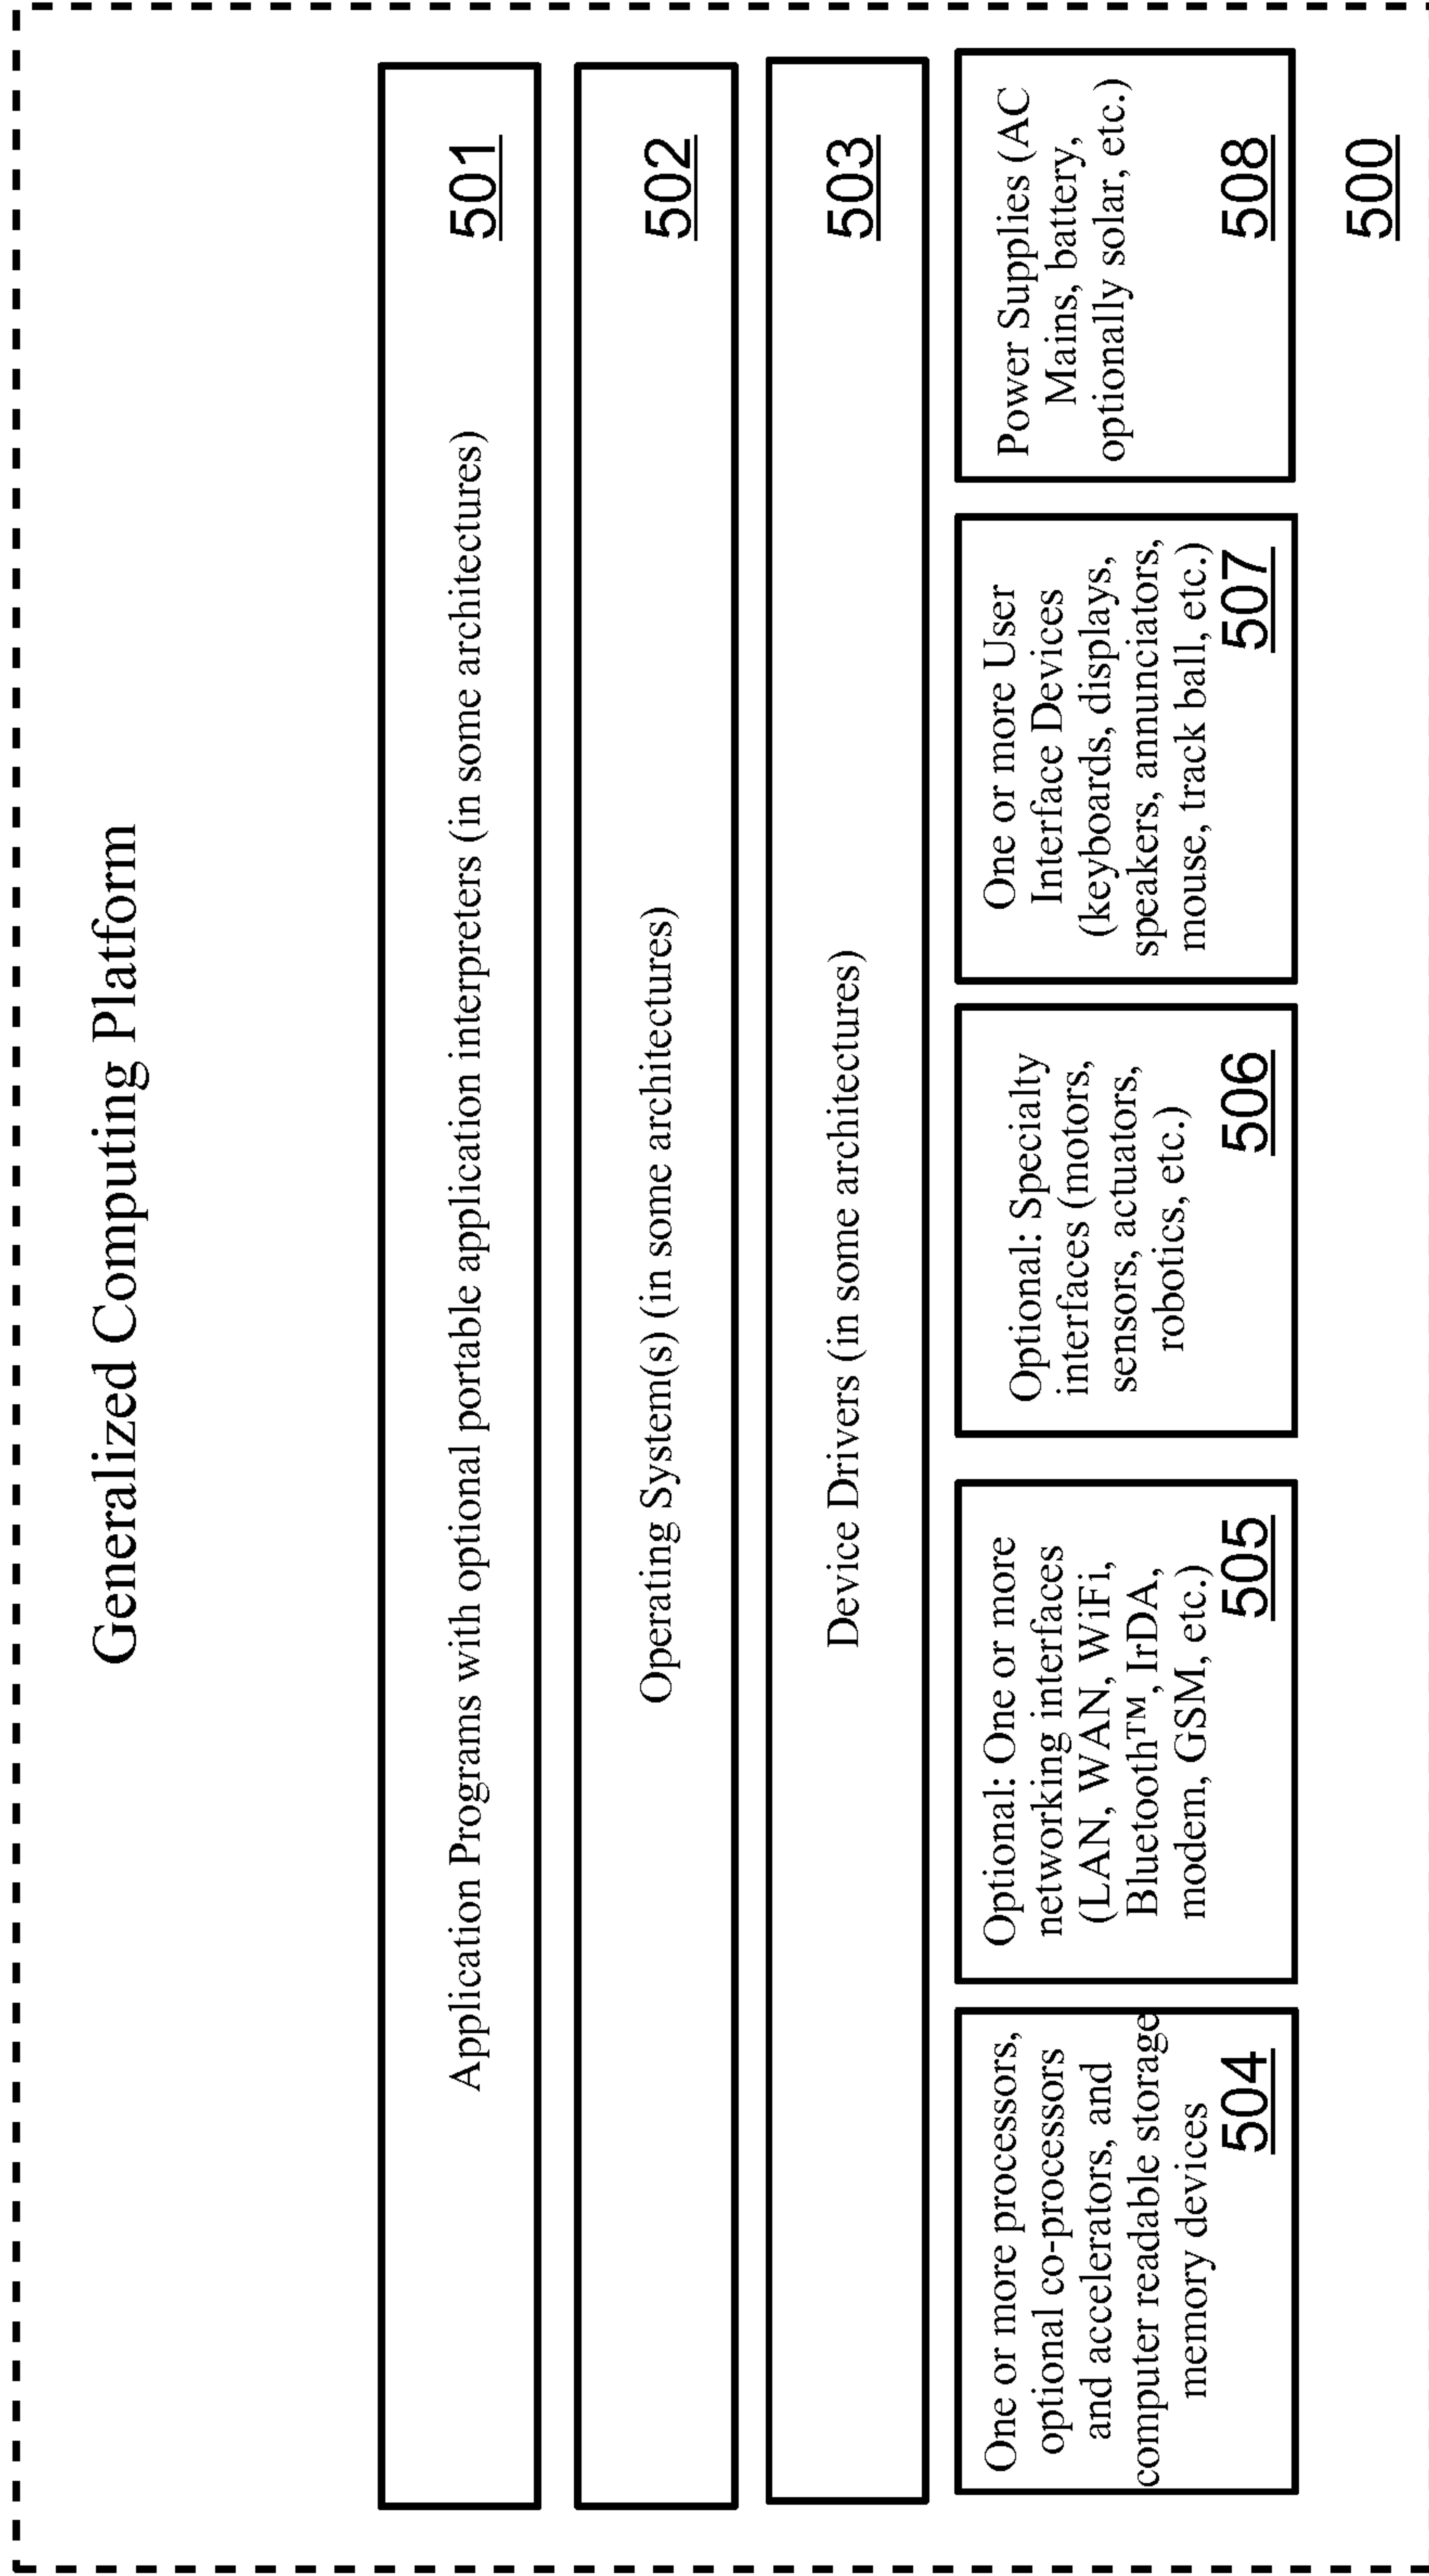 Generalized Computing Platform
Application Programs with optional portable application interpreters (in some architectures)
501
Operating System(s) (in some architectures)
502
Device Drivers (in some architectures)
503
One or more processors,
optional co-processors
and accelerators, and
computer readable storage
memory devices
504
Optional: One or more
networking interfaces
(LAN, WAN, WiFi,
Bluetooth™, IrDA,
modem, GSM, etc.)
505
Optional: Specialty
interfaces (motors,
sensors, actuators,
robotics, etc.)
506
One or more User
Interface Devices
(keyboards, displays,
speakers, annunciators,
mouse, track ball, etc.)
507
Power Supplies (AC
Mains, battery,
optionally solar, etc.)
508
500